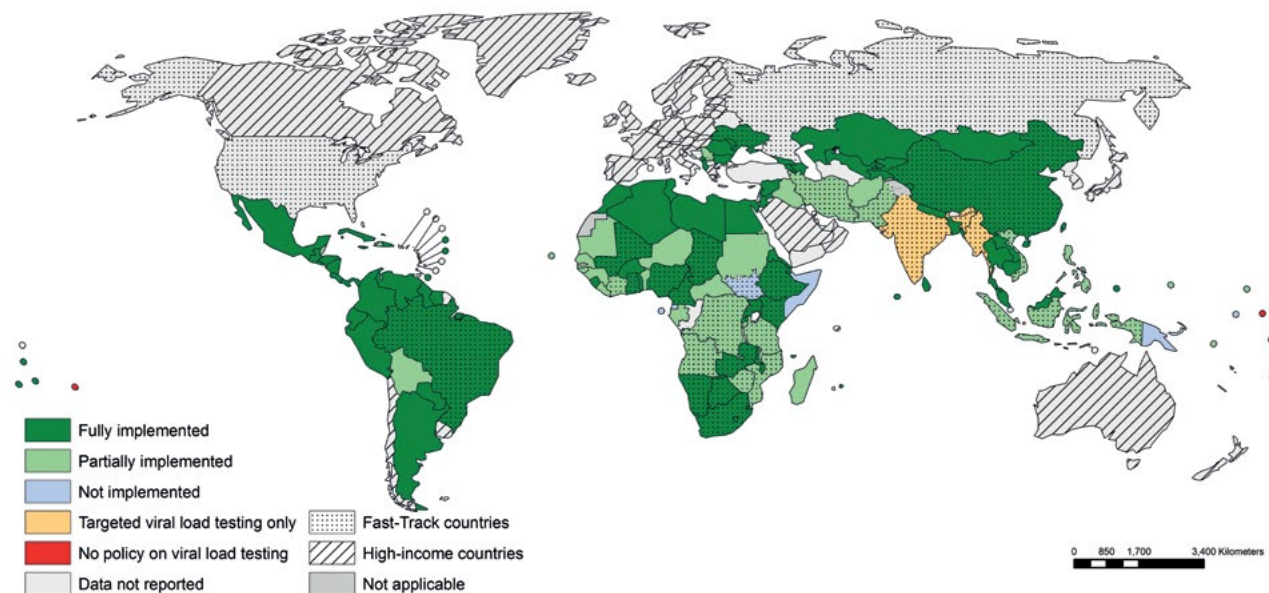 Fully implemented
Partially implemented
Not implemented
Targeted viral load testing only
No policy on viral load testing
Data not reported
Fast-Track countries
High-income countries
Not applicable
0 850 1,700 3,400 Kilometers